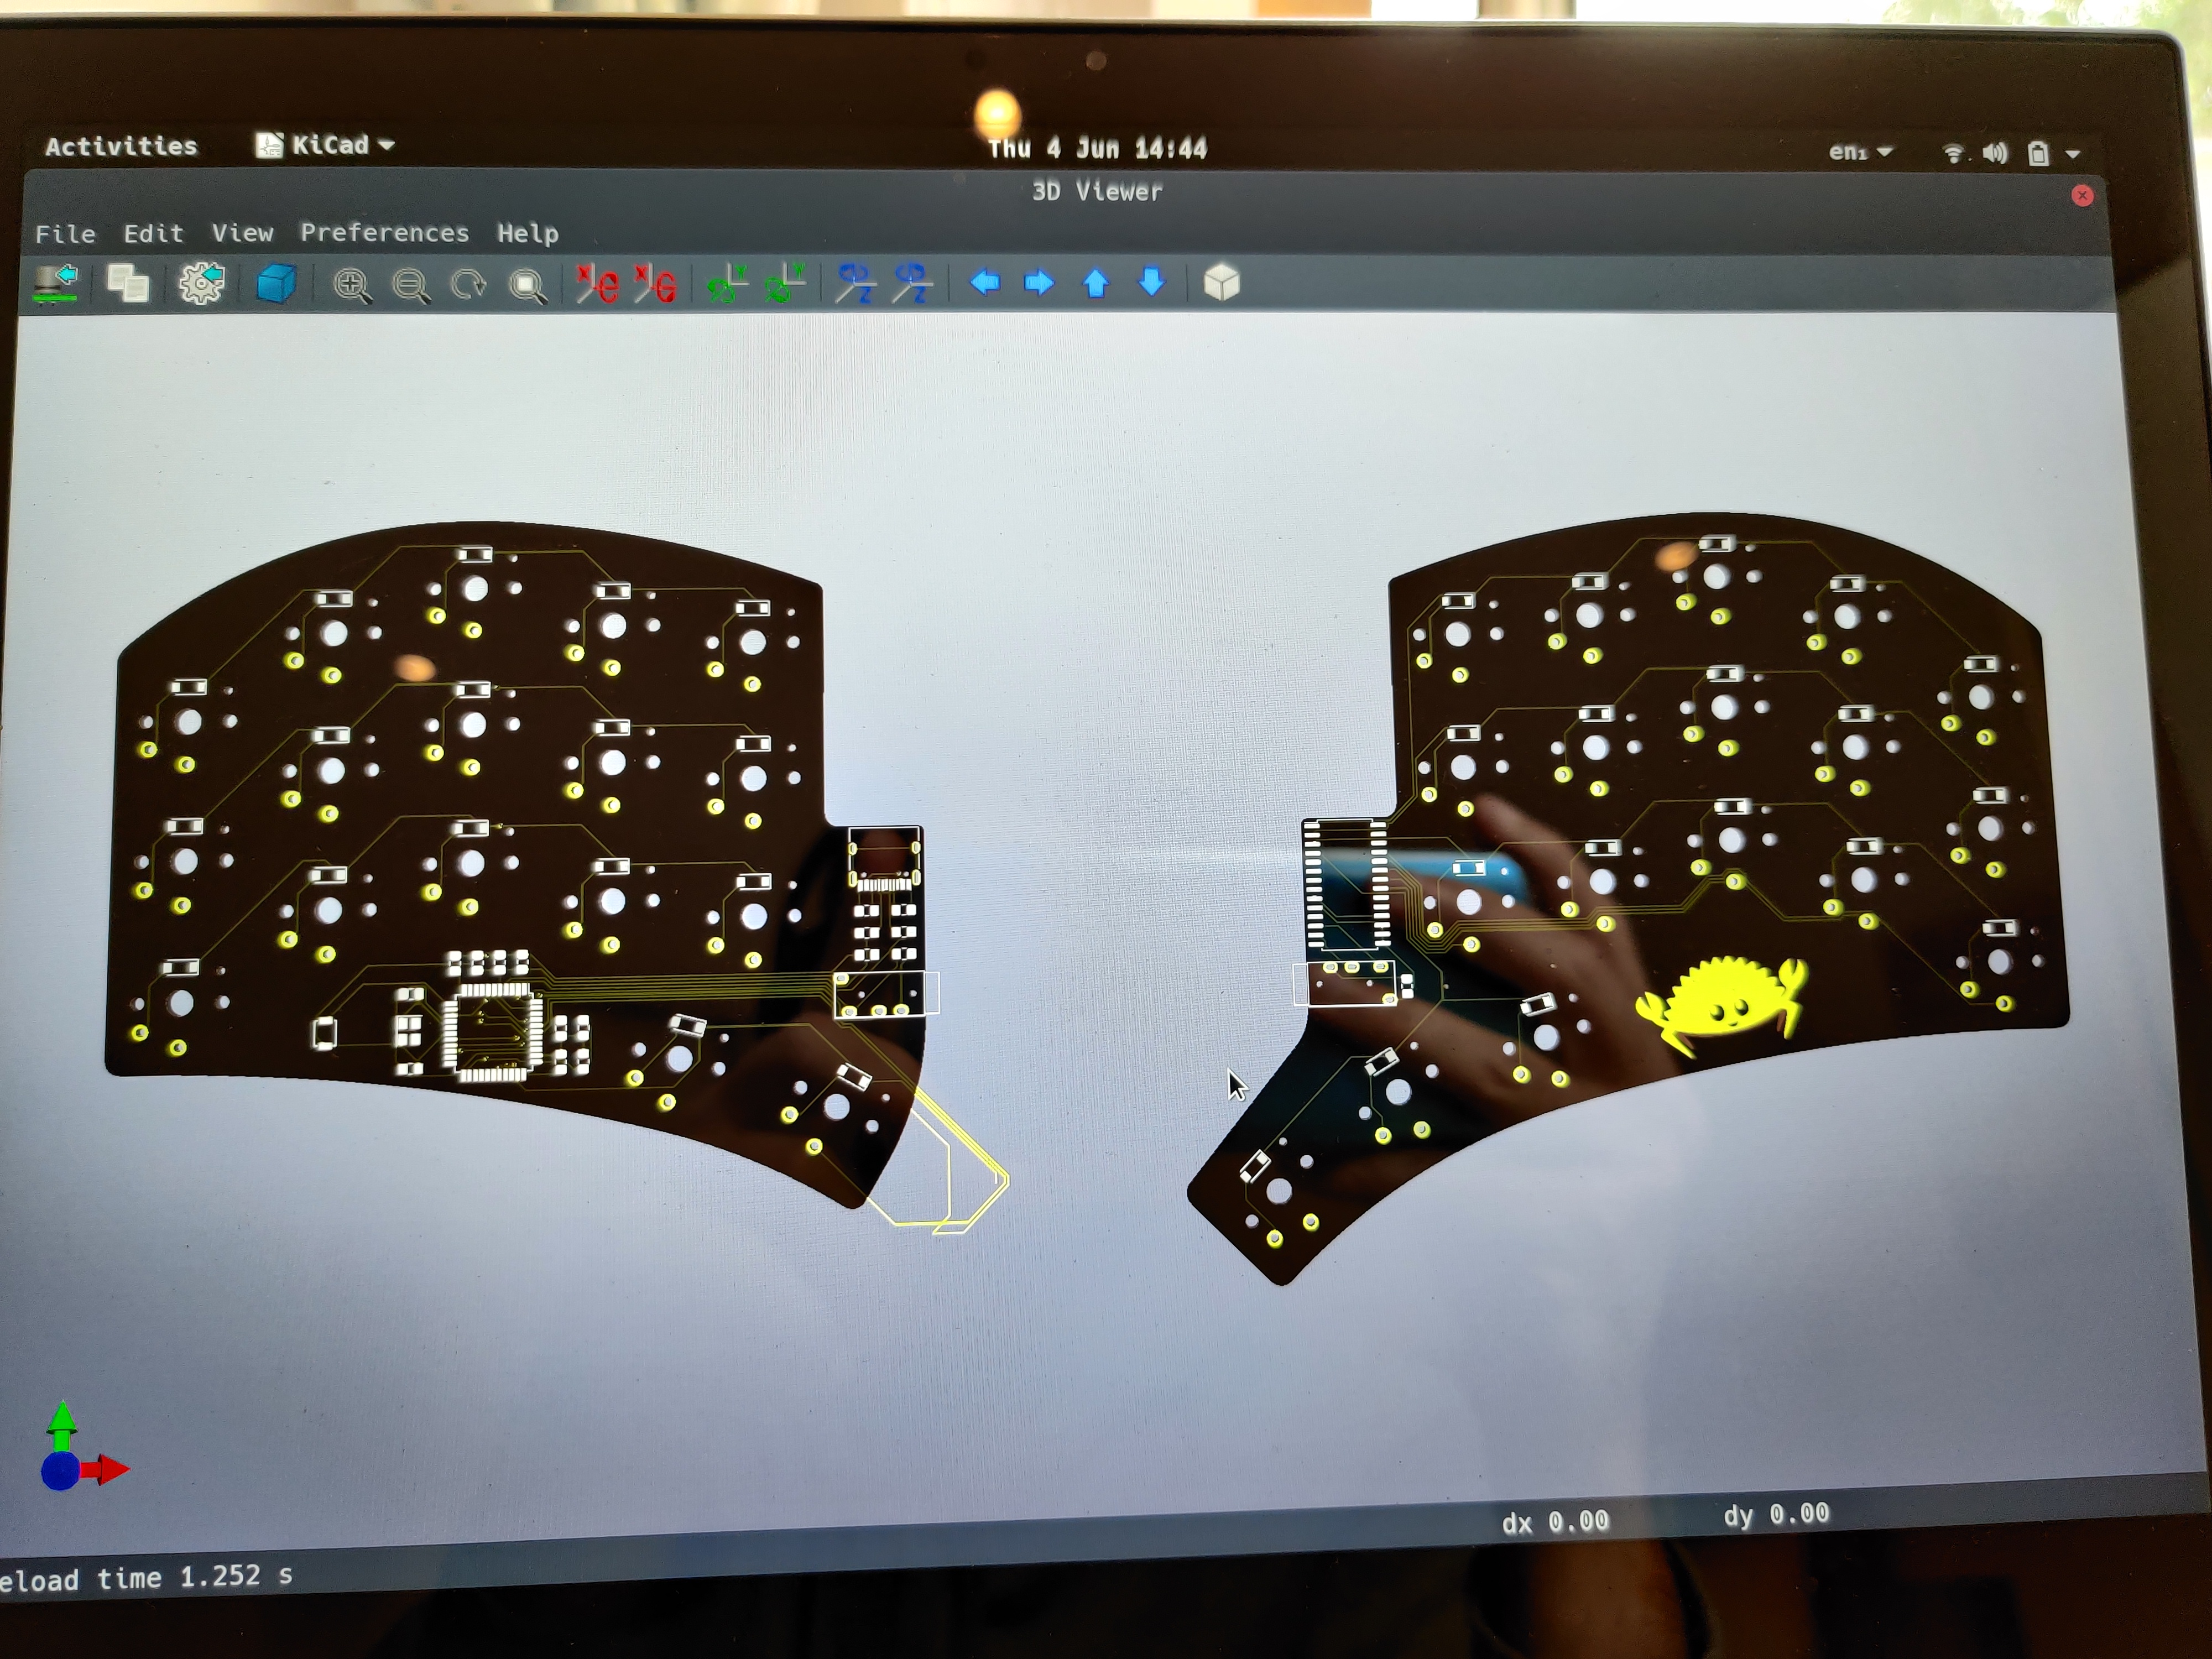 Activities KiCad Thu 4 Jun 14:44 en₁
3D Viewer
File Edit View Preferences Help
dx 0.00 dy 0.00
eload time 1.252 s